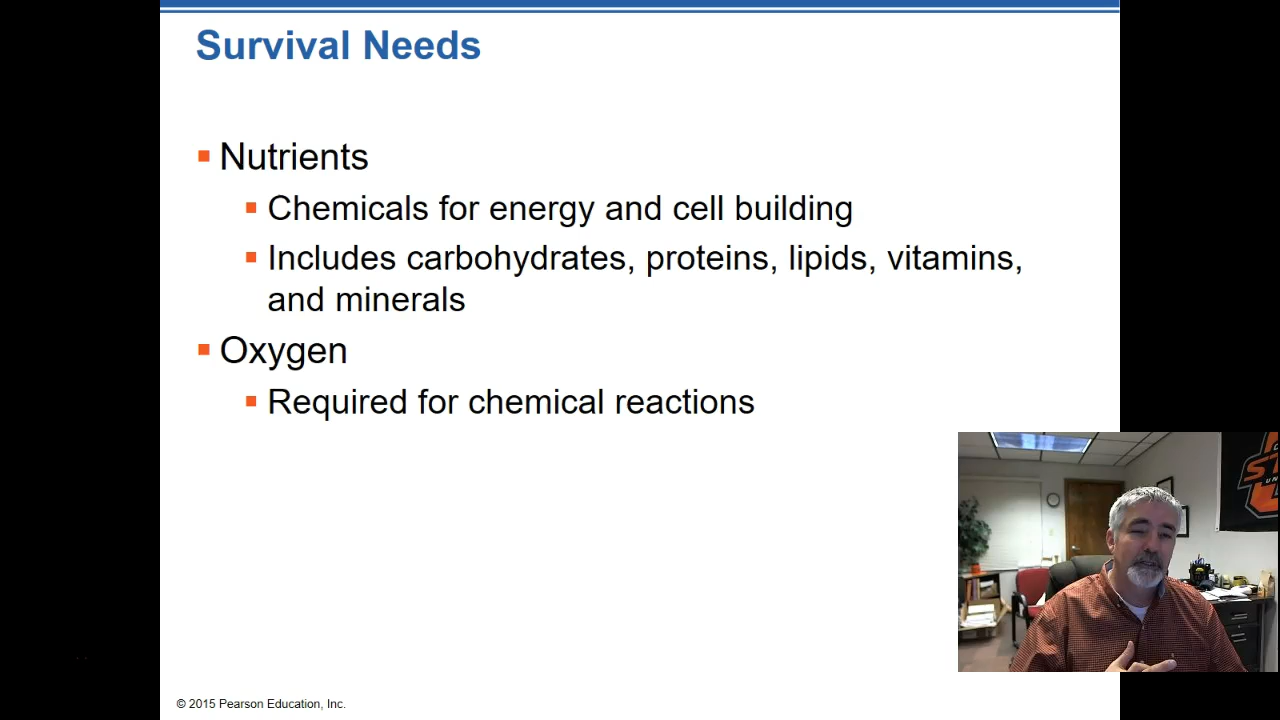 Survival Needs
Nutrients
Chemicals for energy and cell building
Includes carbohydrates, proteins, lipids, vitamins,
and minerals
Oxygen
Required for chemical reactions
© 2015 Pearson Education, Inc.